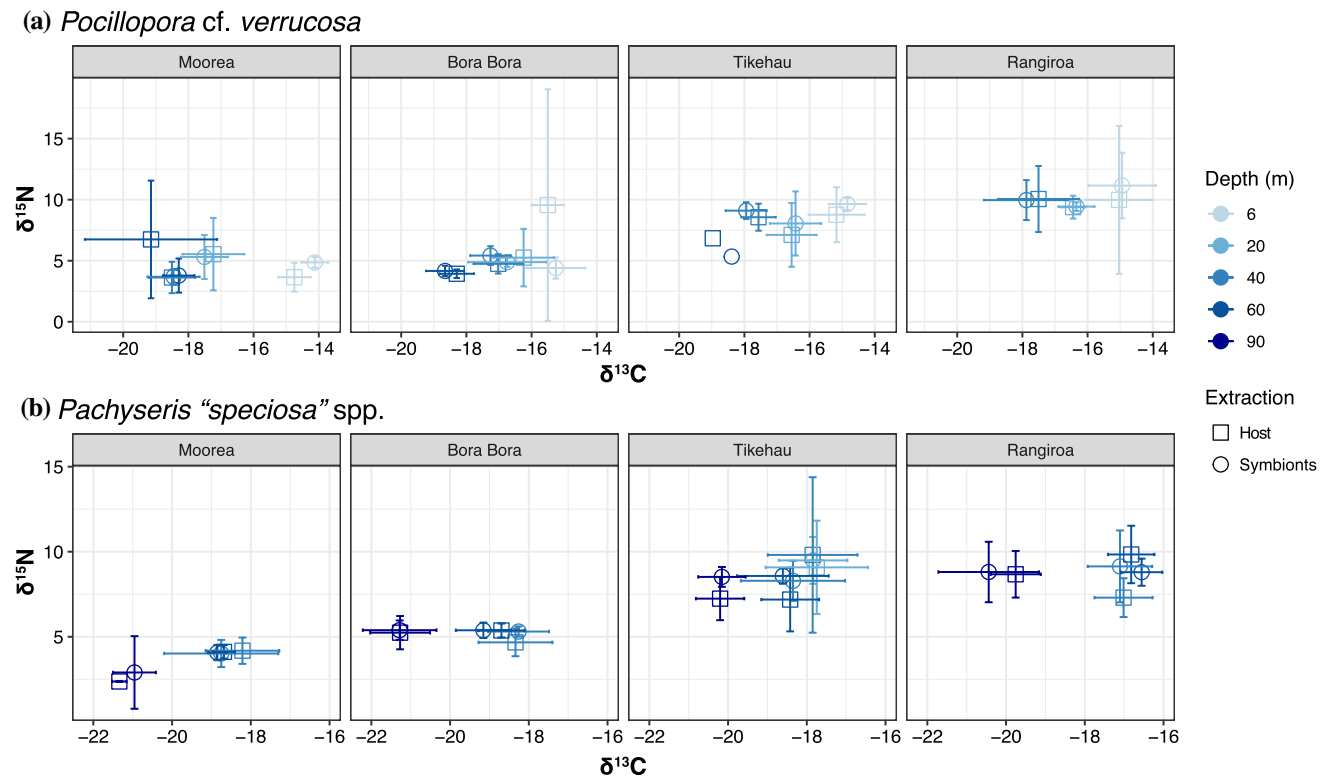 (a) Pocillopora cf. verrucosa
Moorea Bora Bora Tikehau Rangiroa
15
10
5
0
δ15N
−20 −18 −16 −14 −20 −18 −16 −14 −20 −18 −16 −14 −20 −18 −16 −14
δ13C
Depth (m)
6
20
40
60
90
Extraction
Host
Symbionts
(b) Pachyseris “speciosa” spp.
Moorea Bora Bora Tikehau Rangiroa
15
10
5
δ15N
−22 −20 −18 −16 −22 −20 −18 −16 −22 −20 −18 −16 −22 −20 −18 −16
δ13C